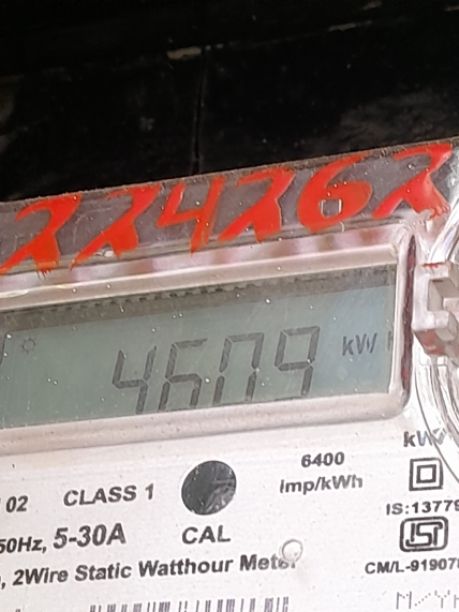 224262
4609 kW
kW
02 CLASS 1
6400
Imp/kWh
50Hz, 5-30A CAL
IS:13779
2Wire Static Watthour Meter
CM/L-919078